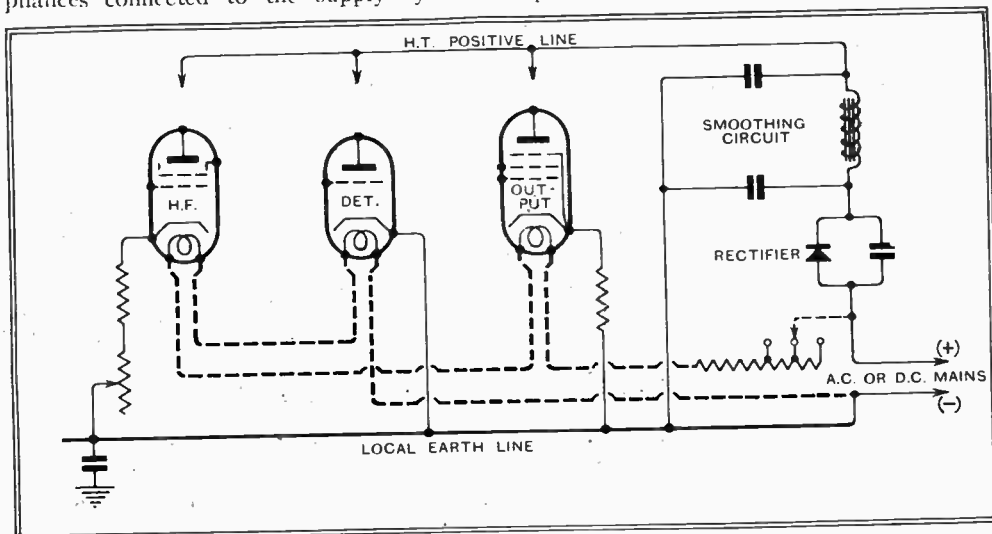 pliances connected to the supply
H.T. POSITIVE LINE
SMOOTHING
CIRCUIT
H.F.
DET.
OUT-
PUT
RECTIFIER
(+)
A.C. OR D.C. MAINS
(−)
LOCAL EARTH LINE